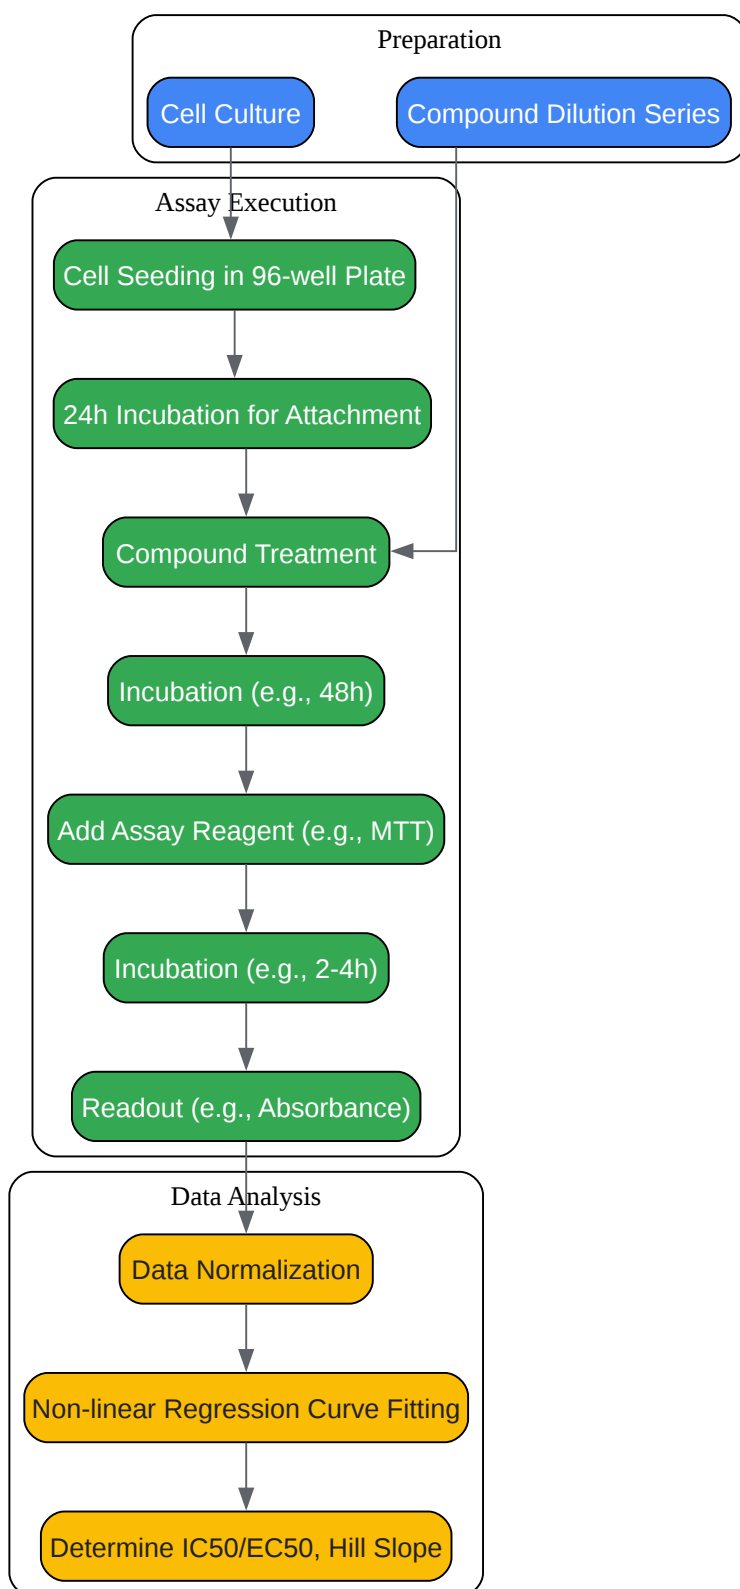 Preparation
Cell Culture
Compound Dilution Series
Assay Execution
Cell Seeding in 96-well Plate
24h Incubation for Attachment
Compound Treatment
Incubation (e.g., 48h)
Add Assay Reagent (e.g., MTT)
Incubation (e.g., 2-4h)
Readout (e.g., Absorbance)
Data Analysis
Data Normalization
Non-linear Regression Curve Fitting
Determine IC50/EC50, Hill Slope